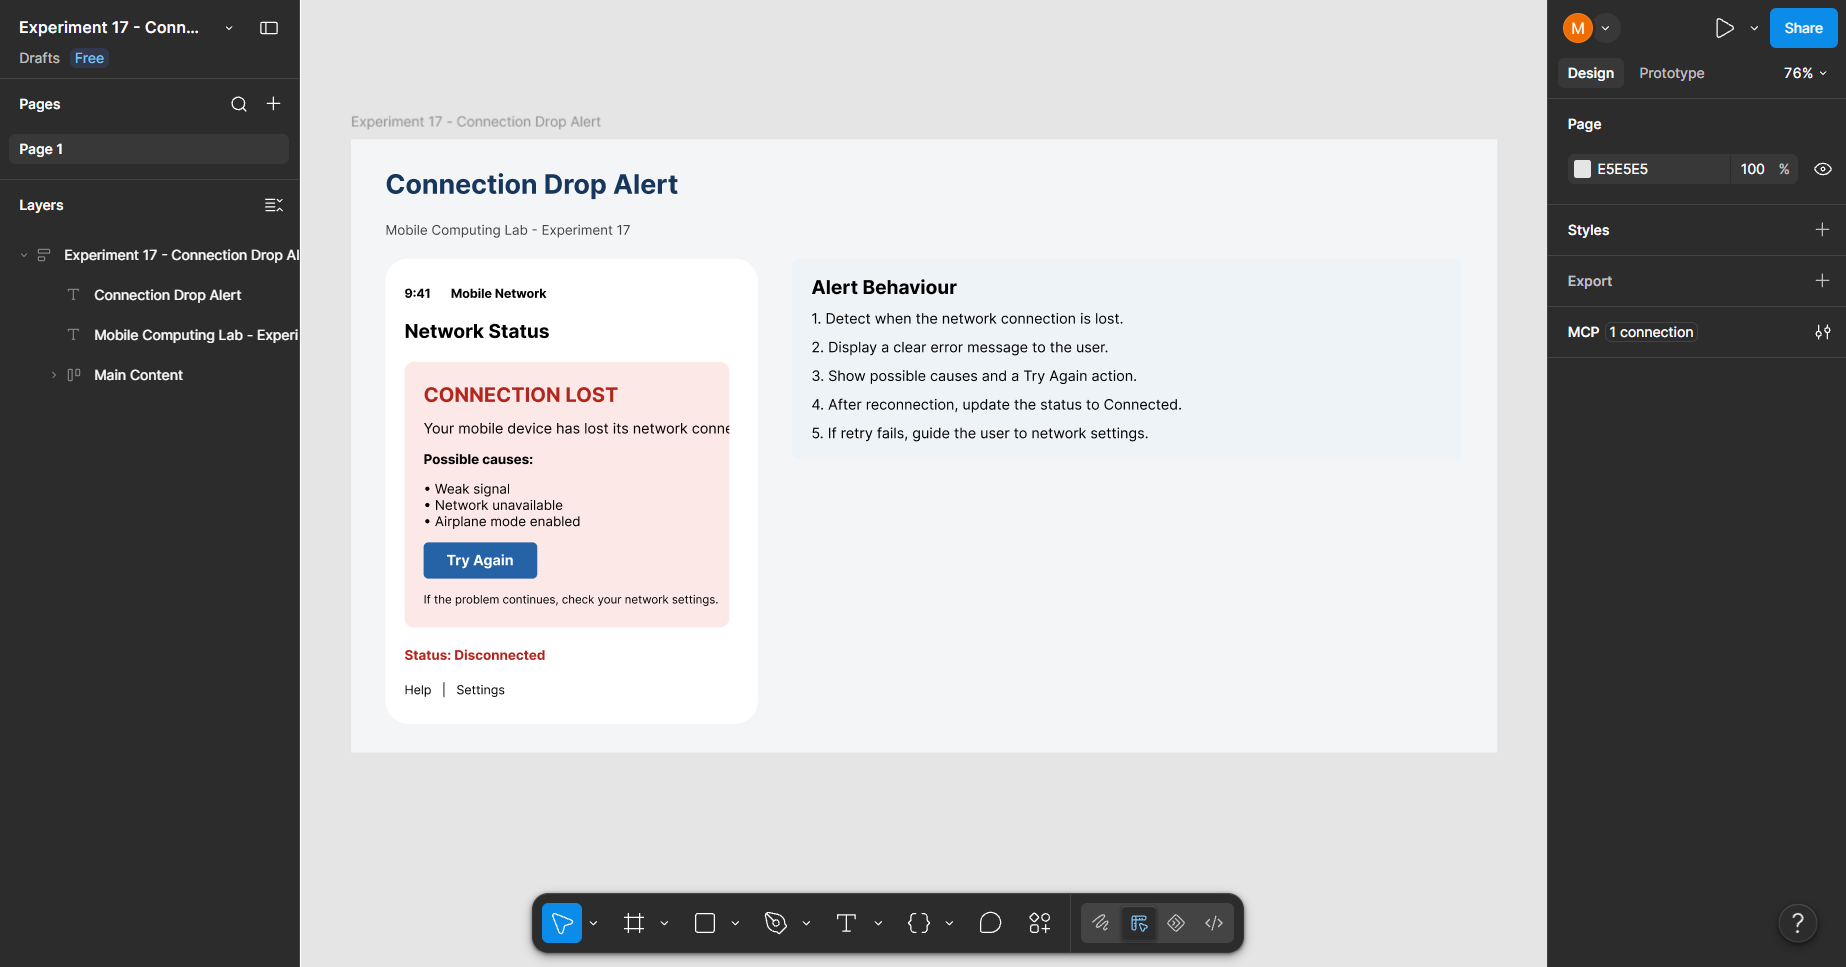 Experiment 17 - Conn...
Drafts Free
Pages
Page 1
Layers
Experiment 17 - Connection Drop Al
Connection Drop Alert
Mobile Computing Lab - Experi
Main Content
Experiment 17 - Connection Drop Alert
Connection Drop Alert
Mobile Computing Lab - Experiment 17
9:41 Mobile Network
Network Status
CONNECTION LOST
Your mobile device has lost its network conne
Possible causes:
• Weak signal
• Network unavailable
• Airplane mode enabled
Try Again
If the problem continues, check your network settings.
Status: Disconnected
Help | Settings
Alert Behaviour
1. Detect when the network connection is lost.
2. Display a clear error message to the user.
3. Show possible causes and a Try Again action.
4. After reconnection, update the status to Connected.
5. If retry fails, guide the user to network settings.
M
Share
Design Prototype 76%
Page
E5E5E5 100 %
Styles
Export
MCP 1 connection
?